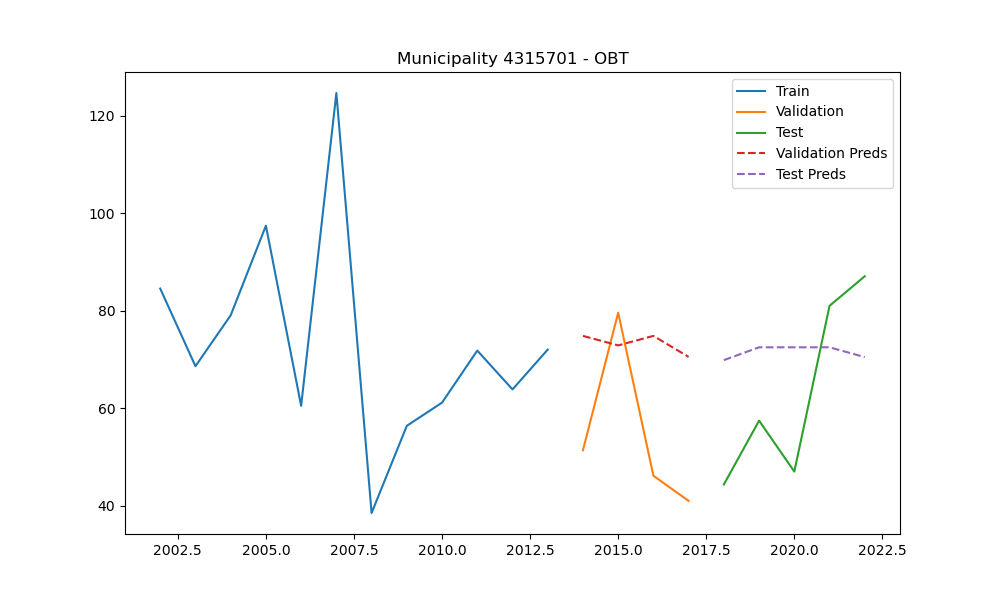 Municipality 4315701 - OBT
Train
Validation
Test
Validation Preds
Test Preds
120
100
80
60
40
2002.5 2005.0 2007.5 2010.0 2012.5 2015.0 2017.5 2020.0 2022.5